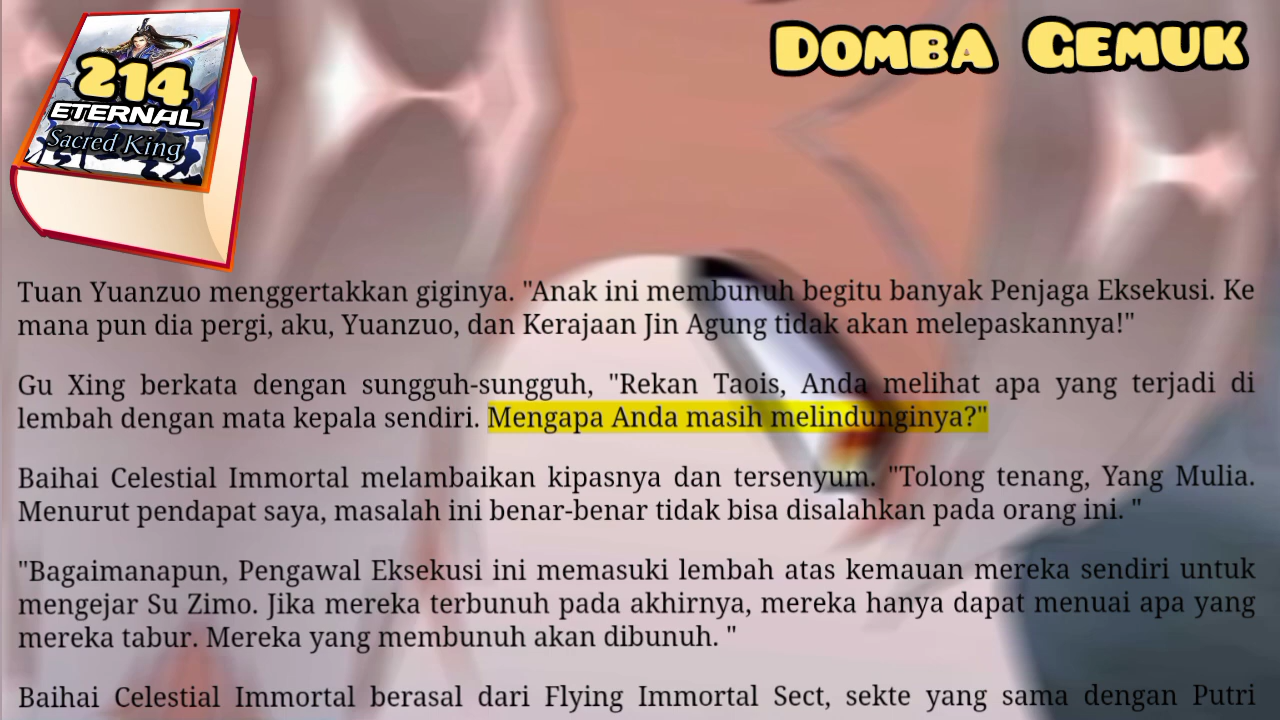 214
ETERNAL
Sacred King
DOMBA GEMUK
Tuan Yuanzuo menggertakkan giginya. "Anak ini membunuh begitu banyak Penjaga Eksekusi. Ke
mana pun dia pergi, aku, Yuanzuo, dan Kerajaan Jin Agung tidak akan melepaskannya!"
Gu Xing berkata dengan sungguh-sungguh, "Rekan Taois, Anda melihat apa yang terjadi di
lembah dengan mata kepala sendiri. Mengapa Anda masih melindunginya?"
Baihai Celestial Immortal melambaikan kipasnya dan tersenyum. "Tolong tenang, Yang Mulia.
Menurut pendapat saya, masalah ini benar-benar tidak bisa disalahkan pada orang ini. "
"Bagaimanapun, Pengawal Eksekusi ini memasuki lembah atas kemauan mereka sendiri untuk
mengejar Su Zimo. Jika mereka terbunuh pada akhirnya, mereka hanya dapat menuai apa yang
mereka tabur. Mereka yang membunuh akan dibunuh. "
Baihai Celestial Immortal berasal dari Flying Immortal Sect, sekte yang sama dengan Putri